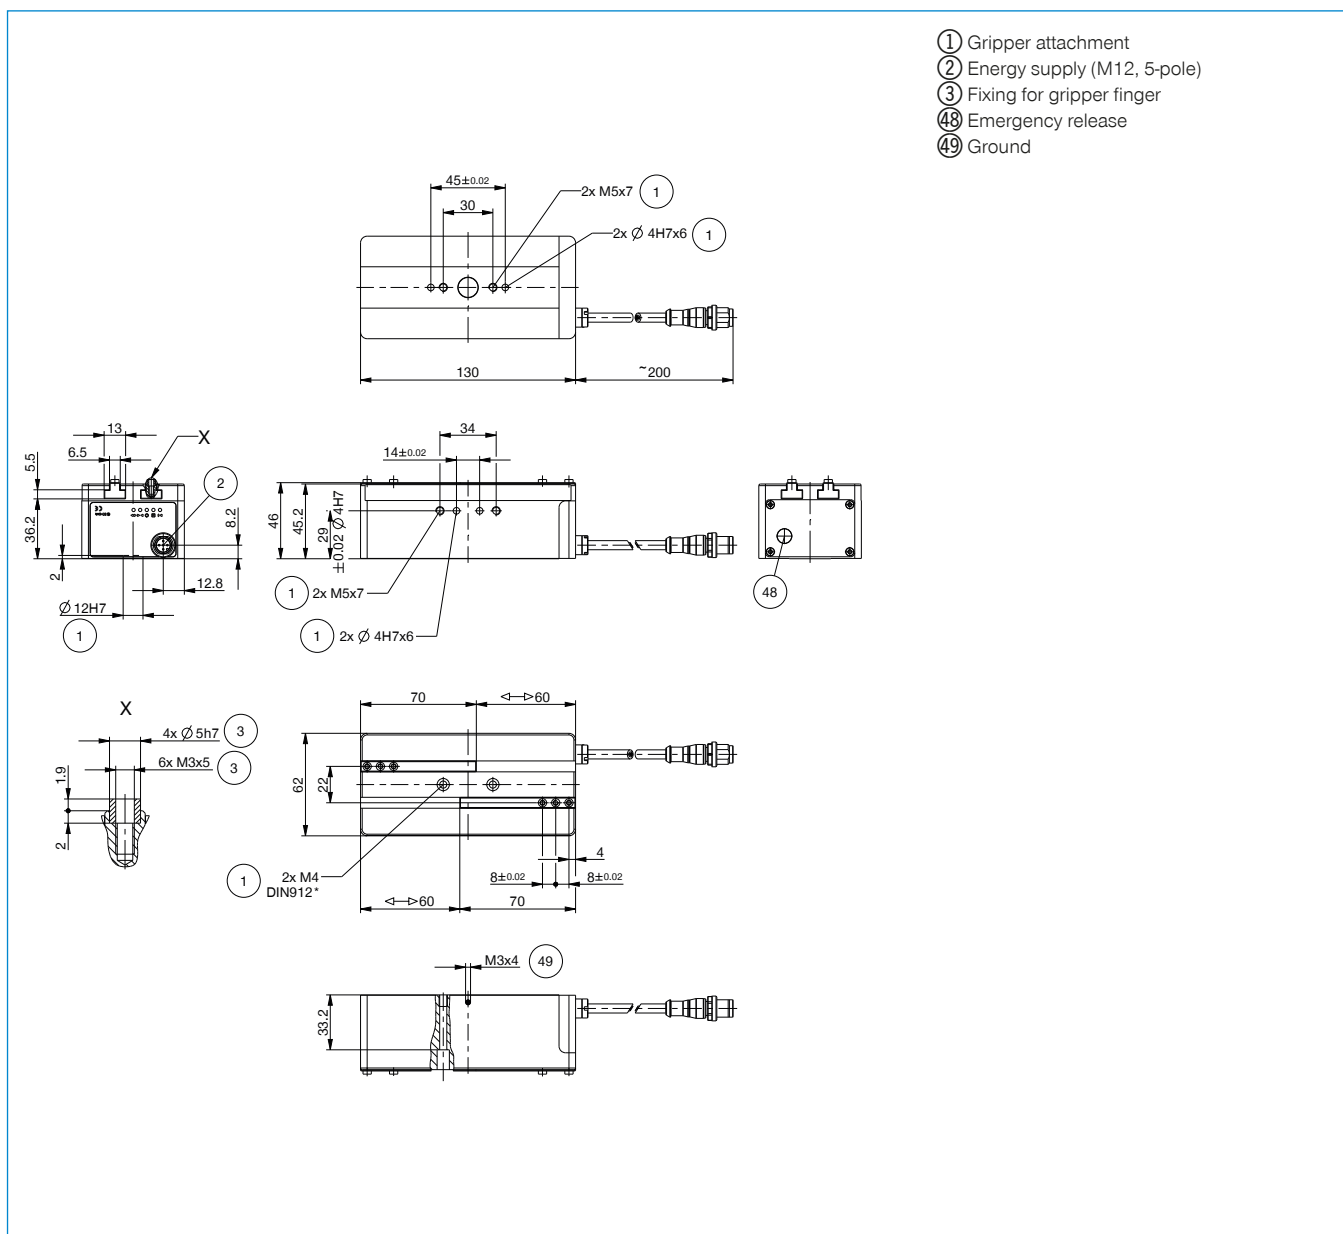 ① Gripper attachment
② Energy supply (M12, 5-pole)
③ Fixing for gripper finger
㊽ Emergency release
㊾ Ground
45±0.02
30
2x M5x7 1
2x Ø 4H7x6 1
130
~200
13
6.5
X
5.5
36.2
2
2
8.2
12.8
Ø 12H7
1
34
14±0.02
46
45.2
29
±0.02 Ø 4H7
1 2x M5x7
1 2x Ø 4H7x6
48
X
4x Ø 5h7 3
6x M3x5 3
1.9
2
70
60
62
22
4
8±0.02
8±0.02
1 2x M4
DIN912*
60
70
M3x4 49
33.2